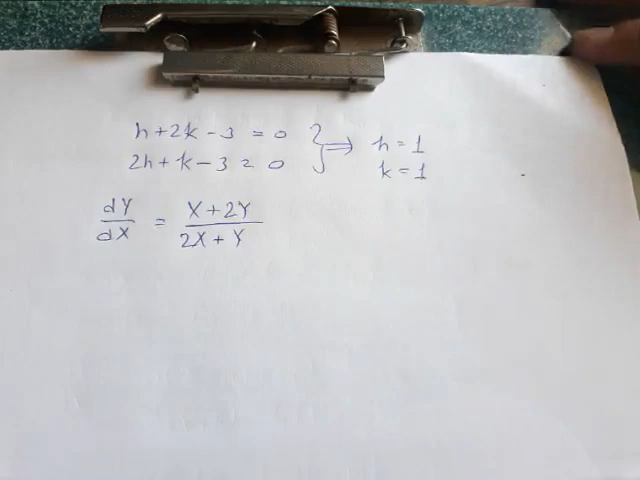 h+2k-3 = 0
2h+k-3 = 0 } ⇒ h=1
k=1
dY/dX = X+2Y/2X+Y